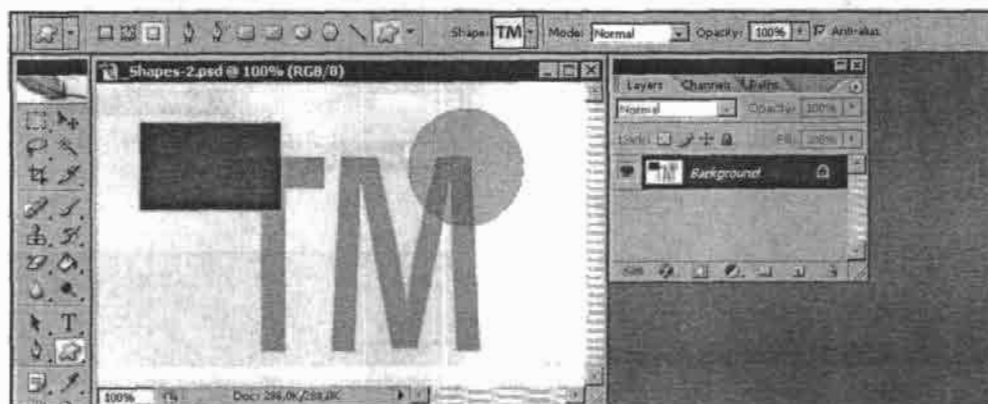 Shape: TM Mode: Normal Opacity: 100% Anti-alias
Shapes-2.psd @ 100% (RGB/8)
Layers Channels Paths
Normal Opacity: 100%
Lock: Fill: 100%
Background
TM
T
100% Doc: 286,0K/288,0K